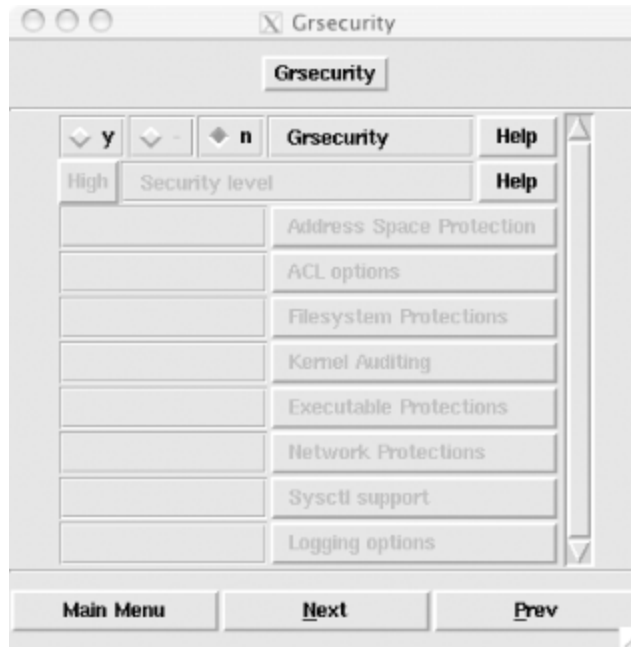 Grsecurity
Grsecurity
y - n Grsecurity Help
High Security level Help
Address Space Protection
ACL options
Filesystem Protections
Kernel Auditing
Executable Protections
Network Protections
Sysctl support
Logging options
Main Menu Next Prev